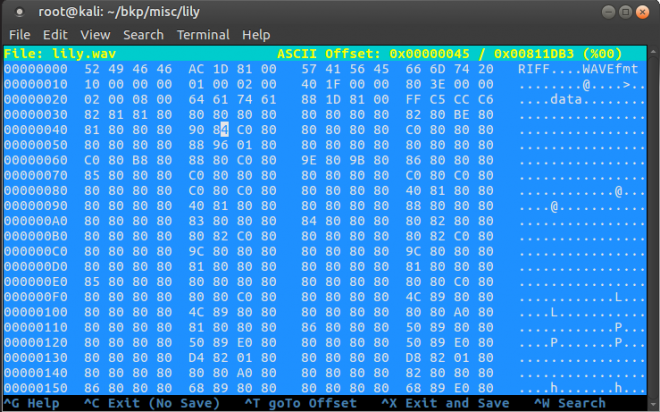 root@kali: ~/bkp/misc/lily
File Edit View Search Terminal Help
File: lily.wav ASCII Offset: 0x00000045 / 0x00811DB3 (%00)
00000000 52 49 46 46 AC 1D 81 00 57 41 56 45 66 6D 74 20 RIFF....WAVEfmt
00000010 10 00 00 00 01 00 02 00 40 1F 00 00 80 3E 00 00 ........@....>..
00000020 02 00 08 00 64 61 74 61 88 1D 81 00 FF C5 CC C6 ....data........
00000030 82 81 81 80 80 80 80 80 80 80 80 80 82 80 BE 80 ................
00000040 81 80 80 80 90 84 C0 80 80 80 80 80 80 80 C0 80 ................
00000050 80 80 80 80 88 96 01 80 80 80 80 80 80 80 80 80 ................
00000060 C0 80 B8 80 88 80 C0 80 9E 80 9B 80 86 80 80 80 ................
00000070 85 80 80 80 C0 80 80 80 80 80 80 80 C0 80 C0 80 ................
00000080 80 80 80 80 C0 80 C0 80 80 80 80 80 40 81 80 80 ............@...
00000090 80 80 80 80 40 81 80 80 80 80 80 80 88 80 80 80 ....@...........
000000A0 80 80 80 80 83 80 80 80 84 80 80 80 80 82 80 80 ................
000000B0 80 80 80 80 80 82 C0 80 80 80 80 80 80 82 C0 80 ................
000000C0 80 80 80 80 9C 80 80 80 80 80 80 80 9C 80 80 80 ................
000000D0 80 80 80 80 81 80 80 80 80 80 80 80 81 80 80 80 ................
000000E0 85 80 80 80 80 80 80 80 80 80 80 80 80 80 C0 80 ................
000000F0 80 80 80 80 80 80 C0 80 80 80 80 80 4C 89 80 80 ............L...
00000100 80 80 80 80 4C 89 80 80 80 80 80 80 80 80 A0 80 ....L...........
00000110 80 80 80 80 81 80 80 80 86 80 80 80 50 89 80 80 ............P...
00000120 80 80 80 80 50 89 E0 80 80 80 80 80 50 89 E0 80 ....P.......P...
00000130 80 80 80 80 D4 82 01 80 80 80 80 80 D8 82 01 80 ................
00000140 80 80 80 80 80 80 A0 80 80 80 80 80 82 80 80 80 ................
00000150 86 80 80 80 68 89 80 80 80 80 80 80 68 89 E0 80 ....h.......h...
^G Help ^C Exit (No Save) ^T goTo Offset ^X Exit and Save ^W Search